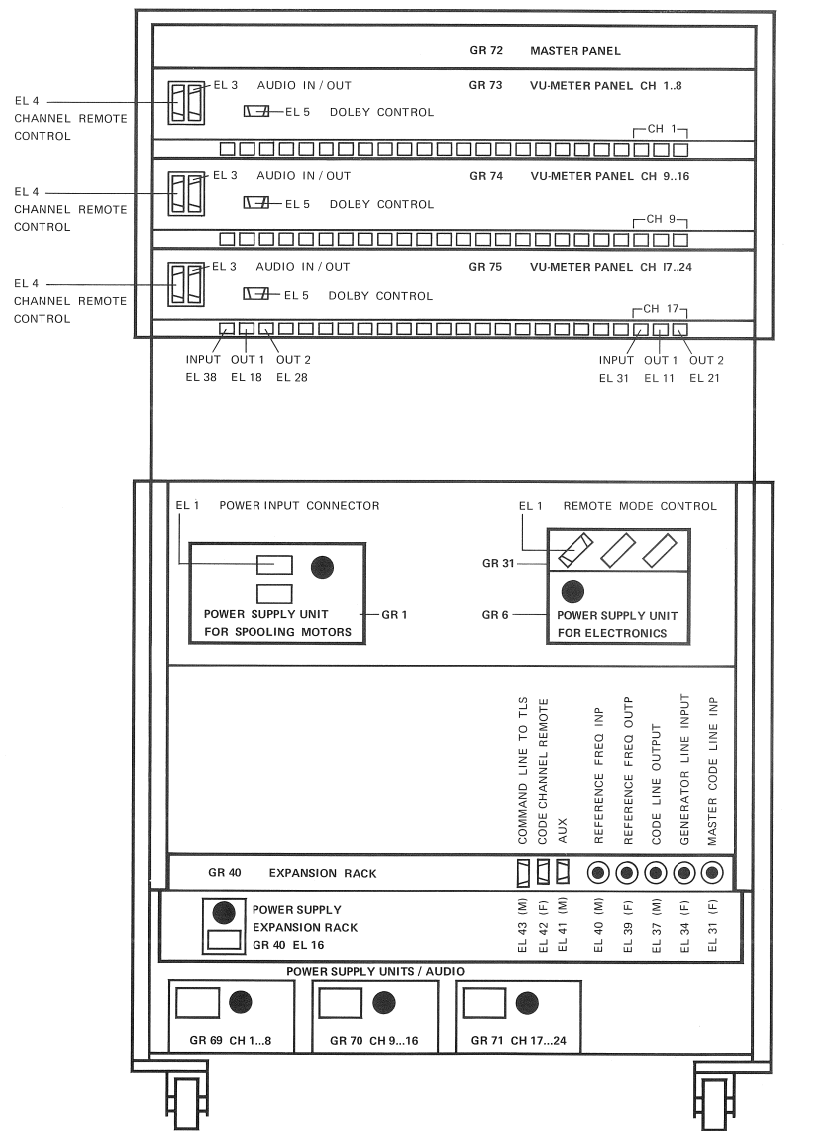 GR 72 MASTER PANEL
EL 3 AUDIO IN / OUT GR 73 VU-METER PANEL CH 1..8
EL 4
CHANNEL REMOTE
CONTROL
EL 5 DOLBY CONTROL
CH 1
EL 3 AUDIO IN / OUT GR 74 VU-METER PANEL CH 9..16
EL 4
CHANNEL REMOTE
CONTROL
EL 5 DOLBY CONTROL
CH 9
EL 3 AUDIO IN / OUT GR 75 VU-METER PANEL CH I7..24
EL 4
CHANNEL REMOTE
CONTROL
EL 5 DOLBY CONTROL
CH 17
INPUT OUT 1 OUT 2 INPUT OUT 1 OUT 2
EL 38 EL 18 EL 28 EL 31 EL 11 EL 21
EL 1 POWER INPUT CONNECTOR EL 1 REMOTE MODE CONTROL
GR 31
POWER SUPPLY UNIT
FOR SPOOLING MOTORS
GR 1
GR 6
POWER SUPPLY UNIT
FOR ELECTRONICS
COMMAND LINE TO TLS
CODE CHANNEL REMOTE
AUX
REFERENCE FREQ INP
REFERENCE FREQ OUTP
CODE LINE OUTPUT
GENERATOR LINE INPUT
MASTER CODE LINE INP
GR 40 EXPANSION RACK
POWER SUPPLY
EXPANSION RACK
GR 40 EL 16
EL 43 (M)
EL 42 (F)
EL 41 (M)
EL 40 (M)
EL 39 (F)
EL 37 (M)
EL 34 (F)
EL 31 (F)
POWER SUPPLY UNITS / AUDIO
GR 69 CH 1...8 GR 70 CH 9...16 GR 71 CH 17...24